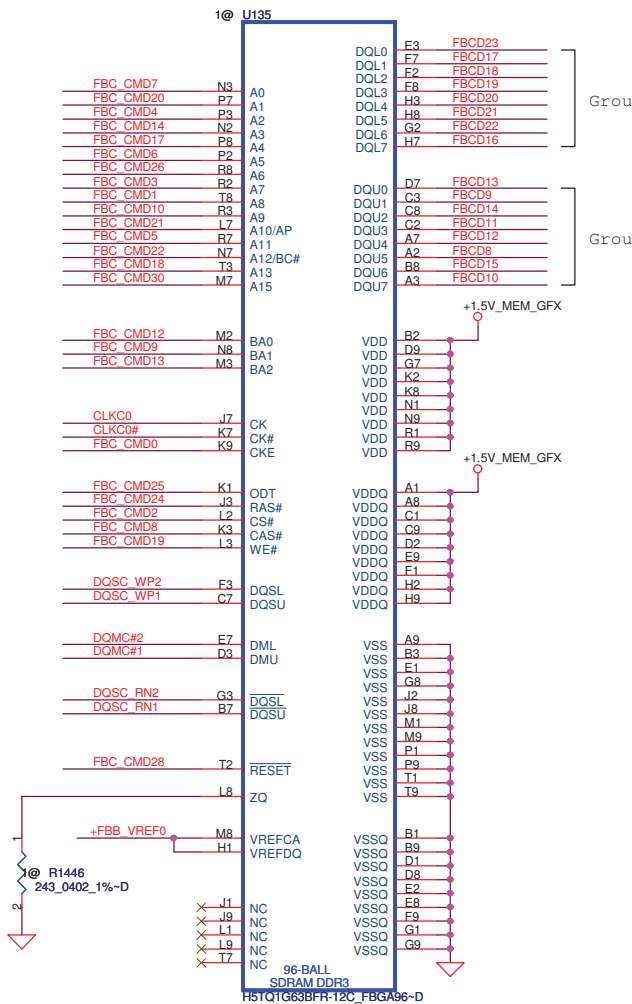 1@ U135
DQL0 E3 FBCD23
DQL1 F7 FBCD17
DQL2 F2 FBCD18
FBC_CMD7 N3 A0 DQL3 F8 FBCD19
FBC_CMD20 P7 A1 DQL4 H3 FBCD20 Grou
FBC_CMD4 P3 A2 DQL5 H8 FBCD21
FBC_CMD14 N2 A3 DQL6 G2 FBCD22
FBC_CMD17 P8 A4 DQL7 H7 FBCD16
FBC_CMD6 P2 A5
FBC_CMD26 R8 A6
FBC_CMD3 R2 A7 DQU0 D7 FBCD13
FBC_CMD1 T8 A8 DQU1 C3 FBCD9
FBC_CMD10 R3 A9 DQU2 C8 FBCD14
FBC_CMD21 L7 A10/AP DQU3 C2 FBCD11
FBC_CMD5 R7 A11 DQU4 A7 FBCD12 Grou
FBC_CMD22 N7 A12/BC# DQU5 A2 FBCD8
FBC_CMD18 T3 A13 DQU6 B8 FBCD15
FBC_CMD30 M7 A15 DQU7 A3 FBCD10
+1.5V_MEM_GFX
FBC_CMD12 M2 BA0 VDD B2
FBC_CMD9 N8 BA1 VDD D9
FBC_CMD13 M3 BA2 VDD G7
VDD K2
VDD K8
VDD N1
CLKC0 J7 CK VDD N9
CLKC0# K7 CK# VDD R1
FBC_CMD0 K9 CKE VDD R9
+1.5V_MEM_GFX
FBC_CMD25 K1 ODT VDDQ A1
FBC_CMD24 J3 RAS# VDDQ A8
FBC_CMD2 L2 CS# VDDQ C1
FBC_CMD8 K3 CAS# VDDQ C9
FBC_CMD19 L3 WE# VDDQ D2
VDDQ E9
VDDQ F1
DQSC_WP2 F3 DQSL VDDQ H2
DQSC_WP1 C7 DQSU VDDQ H9
DQMC#2 E7 DML VSS A9
DQMC#1 D3 DMU VSS B3
VSS E1
VSS G8
DQSC_RN2 G3 DQSL VSS J2
DQSC_RN1 B7 DQSU VSS J8
VSS M1
VSS M9
VSS P1
FBC_CMD28 T2 RESET VSS P9
VSS T1
L8 ZQ VSS T9
1 +FBB_VREF0 M8 VREFCA VSSQ B1
H1 VREFDQ VSSQ B9
VSSQ D1
1@ R1446 VSSQ D8
243_0402_1%~D VSSQ E2
2 J1 NC VSSQ E8
J9 NC VSSQ F9
L1 NC VSSQ G1
L9 NC VSSQ G9
T7 NC
96-BALL
SDRAM DDR3
H5TQ1G63BFR-12C_FBGA96~D